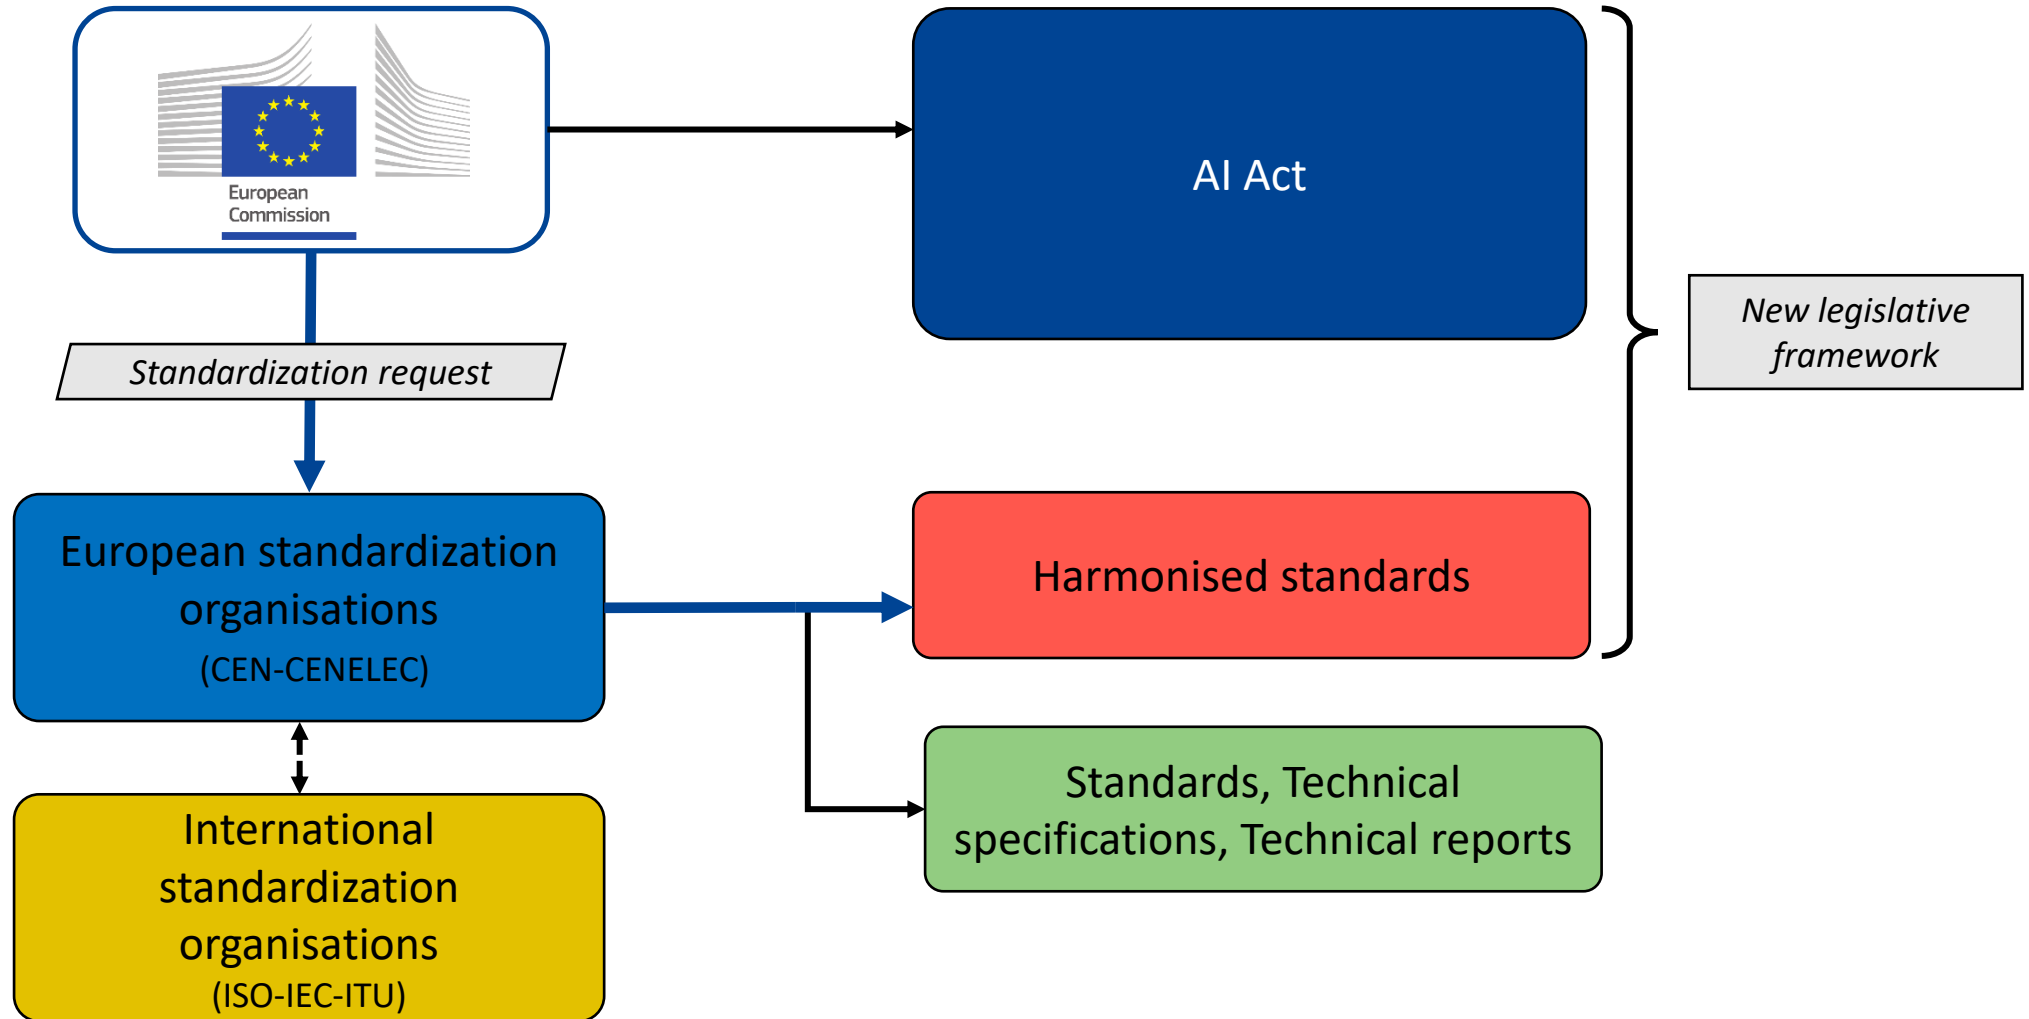 European
Commission
AI Act
New legislative
framework
Standardization request
European standardization
organisations
(CEN-CENELEC)
Harmonised standards
Standards, Technical
specifications, Technical reports
International
standardization
organisations
(ISO-IEC-ITU)